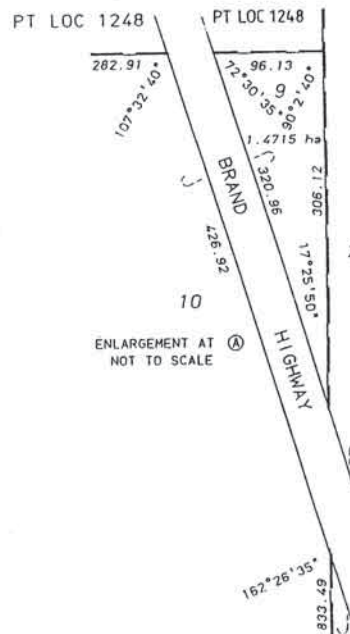 PT LOC 1248
PT LOC 1248
282.91
96.13
107°32'40"
72°30'35"
90°2'40"
9
1.4715 ha
BRAND
320.96
306.12
426.92
17°25'50"
10
ENLARGEMENT AT Ⓐ
NOT TO SCALE
HIGHWAY
162°26'35"
833.49